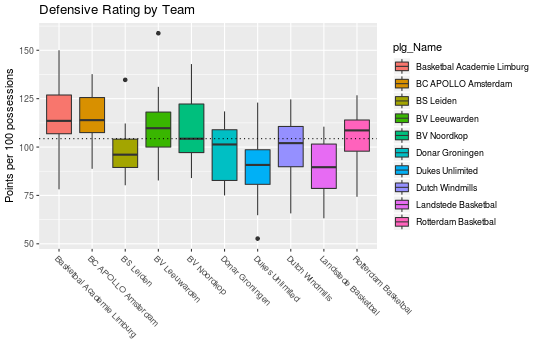 Defensive Rating by Team
Points per 100 possessions
150
125
100
75
50
Basketbal Academie Limburg
BC APOLLO Amsterdam
BS Leiden
BV Leeuwarden
BV Noordkop
Donar Groningen
Dukes Unlimited
Dutch Windmills
Landstede Basketbal
Rotterdam Basketbal
plg_Name
Basketbal Academie Limburg
BC APOLLO Amsterdam
BS Leiden
BV Leeuwarden
BV Noordkop
Donar Groningen
Dukes Unlimited
Dutch Windmills
Landstede Basketbal
Rotterdam Basketbal